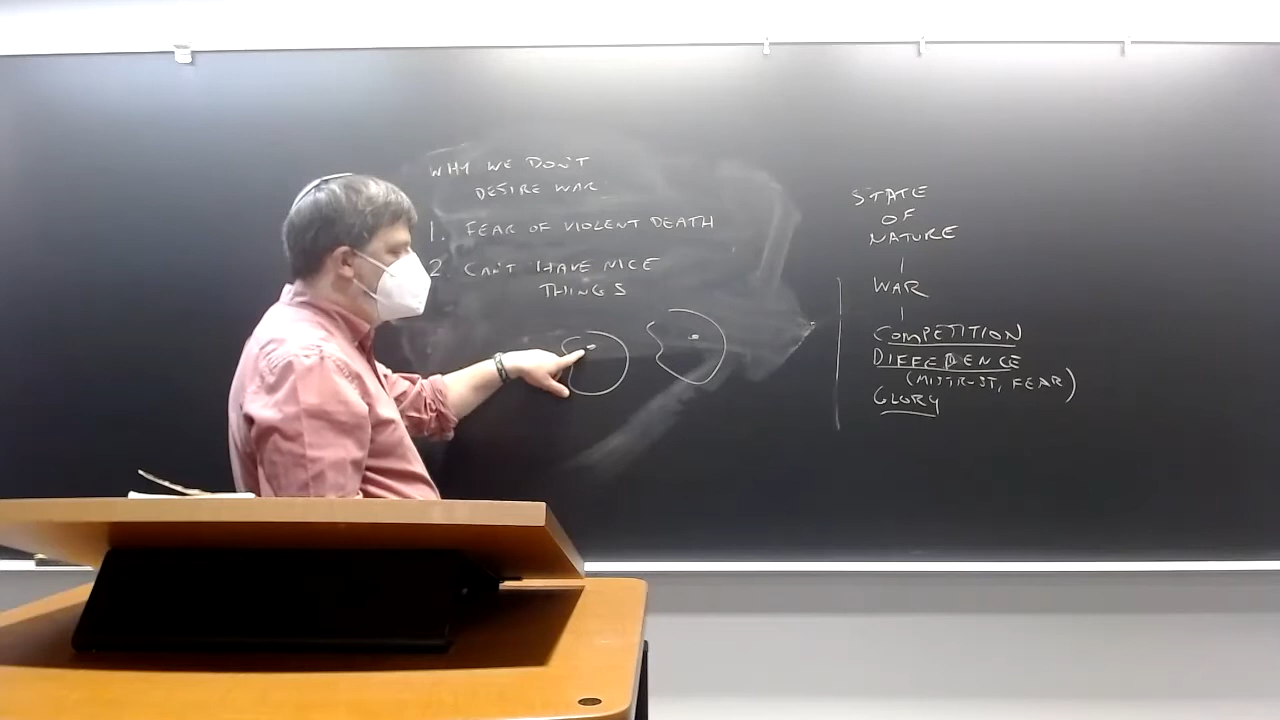 WHY WE DON'T
DESIRE WAR
1. FEAR OF VIOLENT DEATH
2. CAN'T HAVE NICE
THINGS
STATE
OF
NATURE
WAR
COMPETITION
DIFFERENCE
(MISTRUST, FEAR)
GLORY